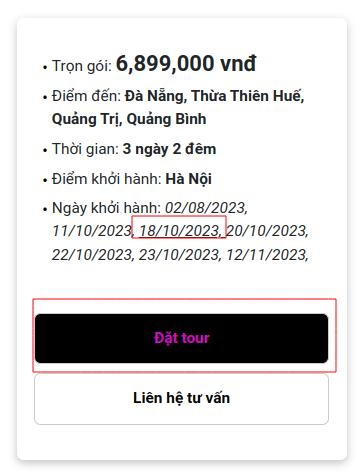 • Trọn gói: 6,899,000 vnđ
• Điểm đến: Đà Nẵng, Thừa Thiên Huế,
Quảng Trị, Quảng Bình
• Thời gian: 3 ngày 2 đêm
• Điểm khởi hành: Hà Nội
• Ngày khởi hành: 02/08/2023,
11/10/2023, 18/10/2023, 20/10/2023,
22/10/2023, 23/10/2023, 12/11/2023,
Đặt tour
Liên hệ tư vấn